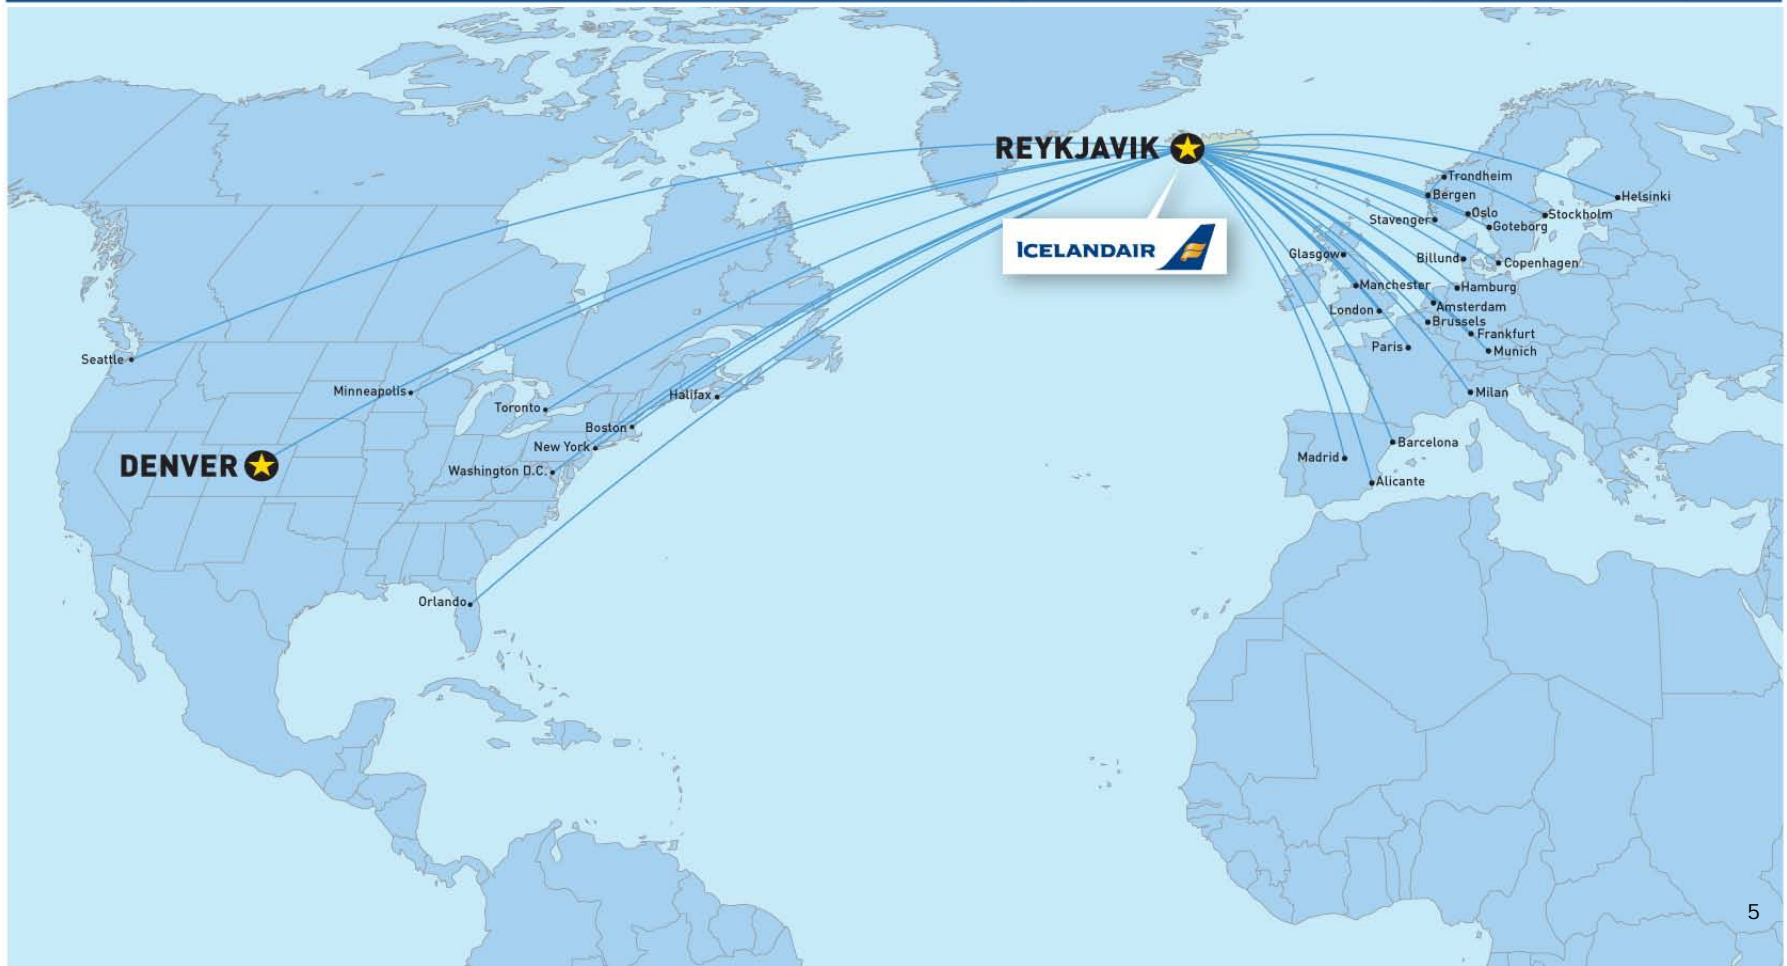 REYKJAVIK
ICELANDAIR
Trondheim
Bergen
Helsinki
Stavenger
Oslo
Stockholm
Goteborg
Glasgow
Billund
Copenhagen
Manchester
Hamburg
London
Amsterdam
Brussels
Frankfurt
Paris
Munich
Seattle
Minneapolis
Halifax
Milan
Toronto
Boston
New York
Barcelona
DENVER
Washington D.C.
Madrid
Alicante
Orlando
5